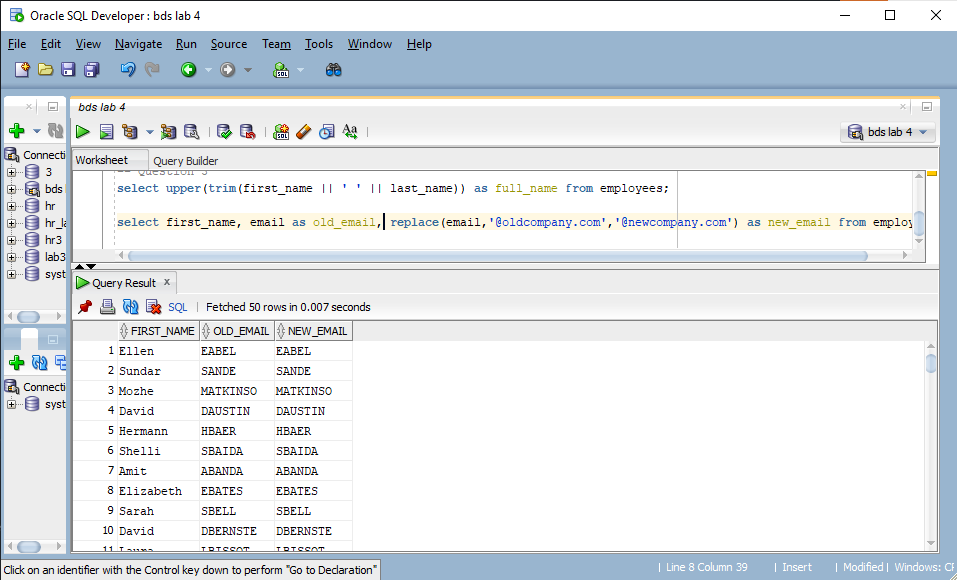 Oracle SQL Developer : bds lab 4
File Edit View Navigate Run Source Team Tools Window Help
bds lab 4
bds lab 4
Worksheet Query Builder
-- Question 3
select upper(trim(first_name || ' ' || last_name)) as full_name from employees;
select first_name, email as old_email, replace(email,'@oldcompany.com','@newcompany.com') as new_email from employ
Connecti
3
bds
hr
hr_la
hr3
lab3
syst
Connecti
syst
Query Result x
SQL | Fetched 50 rows in 0.007 seconds
FIRST_NAME OLD_EMAIL NEW_EMAIL
1 Ellen EABEL EABEL
2 Sundar SANDE SANDE
3 Mozhe MATKINSO MATKINSO
4 David DAUSTIN DAUSTIN
5 Hermann HBAER HBAER
6 Shelli SBAIDA SBAIDA
7 Amit ABANDA ABANDA
8 Elizabeth EBATES EBATES
9 Sarah SBELL SBELL
10 David DBERNSTE DBERNSTE
11 Laura LBISSOT LBISSOT
Click on an identifier with the Control key down to perform "Go to Declaration"
| Line 8 Column 39 | Insert | Modified | Windows: CF